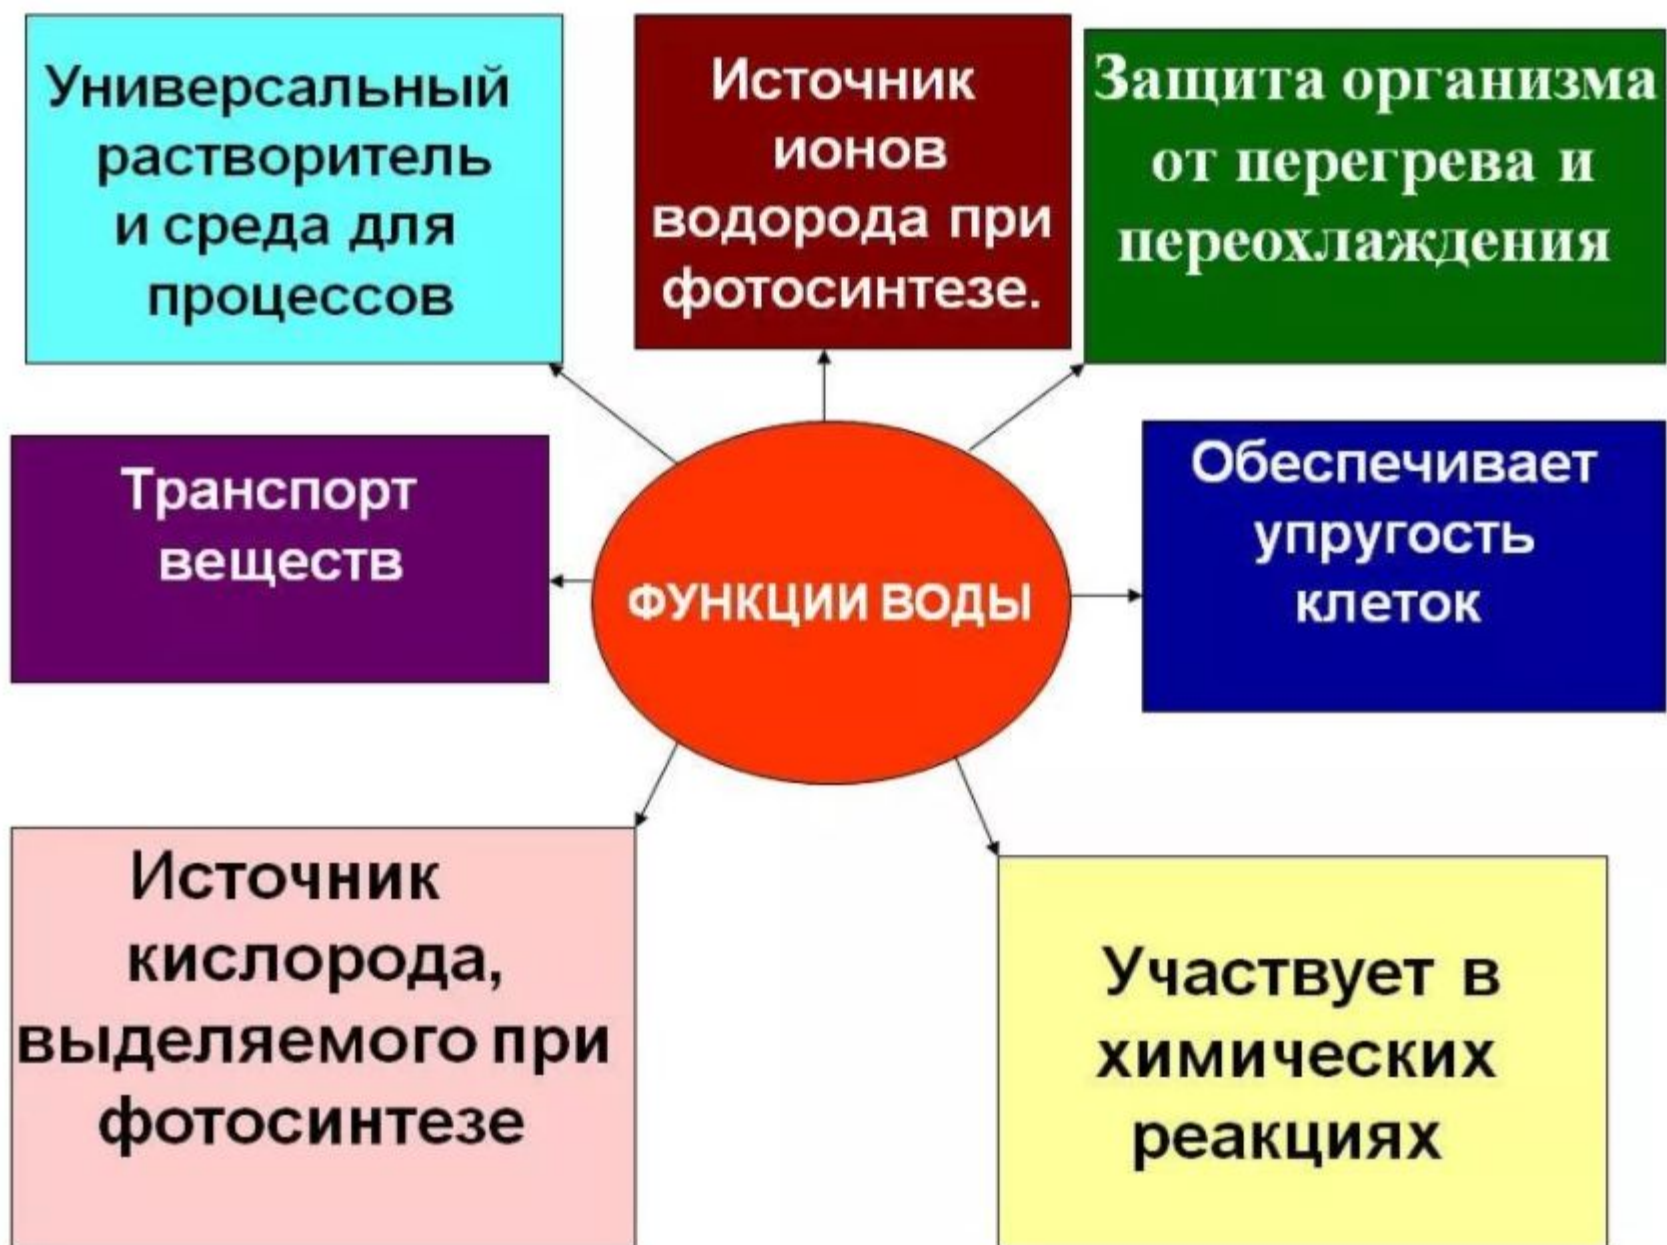 Универсальный
растворитель
и среда для
процессов
Источник
ионов
водорода при
фотосинтезе.
Защита организма
от перегрева и
переохлаждения
Транспорт
веществ
ФУНКЦИИ ВОДЫ
Обеспечивает
упругость
клеток
Источник
кислорода,
выделяемого при
фотосинтезе
Участвует в
химических
реакциях